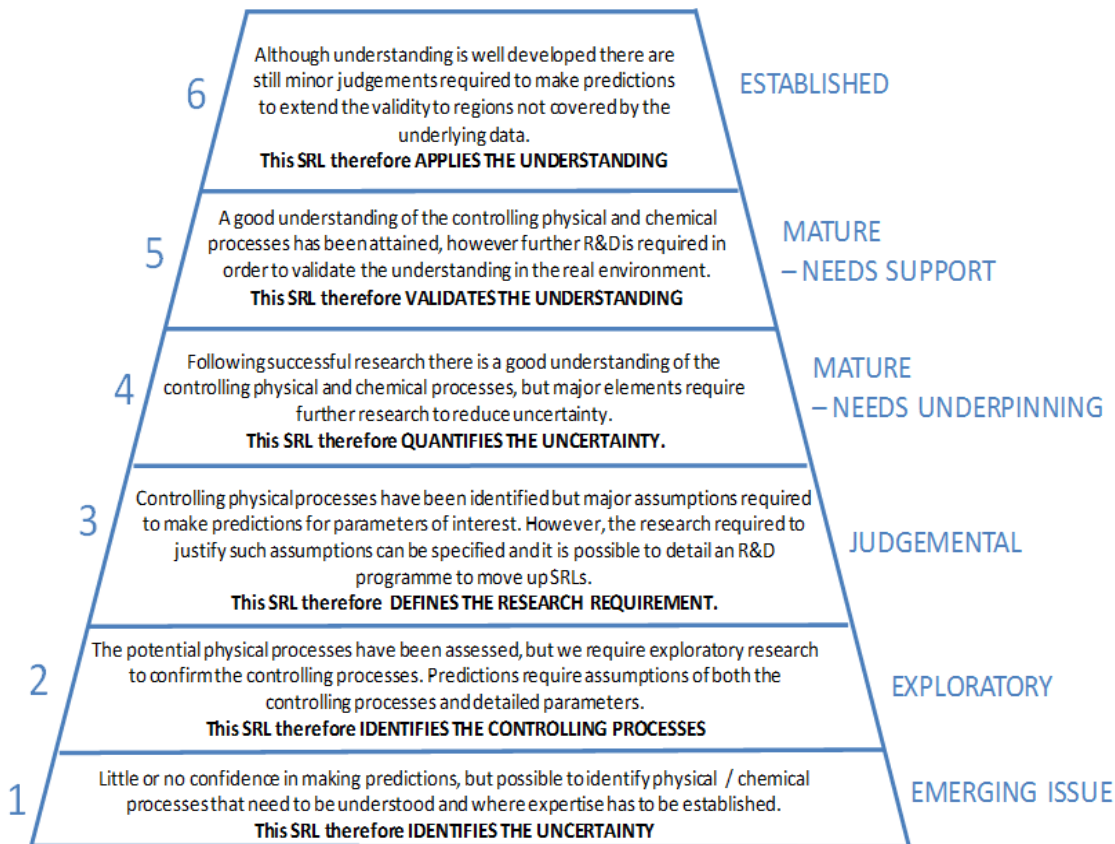 6
Although understanding is well developed there are
still minor judgements required to make predictions
to extend the validity to regions not covered by the
underlying data.
This SRL therefore APPLIES THE UNDERSTANDING
ESTABLISHED
5
A good understanding of the controlling physical and chemical
processes has been attained, however further R&D is required in
order to validate the understanding in the real environment.
This SRL therefore VALIDATES THE UNDERSTANDING
MATURE
– NEEDS SUPPORT
4
Following successful research there is a good understanding of the
controlling physical and chemical processes, but major elements require
further research to reduce uncertainty.
This SRL therefore QUANTIFIES THE UNCERTAINTY.
MATURE
– NEEDS UNDERPINNING
3
Controlling physical processes have been identified but major assumptions required
to make predictions for parameters of interest. However, the research required to
justify such assumptions can be specified and it is possible to detail an R&D
programme to move up SRLs.
This SRL therefore DEFINES THE RESEARCH REQUIREMENT.
JUDGEMENTAL
2
The potential physical processes have been assessed, but we require exploratory research
to confirm the controlling processes. Predictions require assumptions of both the
controlling processes and detailed parameters.
This SRL therefore IDENTIFIES THE CONTROLLING PROCESSES
EXPLORATORY
1
Little or no confidence in making predictions, but possible to identify physical / chemical
processes that need to be understood and where expertise has to be established.
This SRL therefore IDENTIFIES THE UNCERTAINTY
EMERGING ISSUE